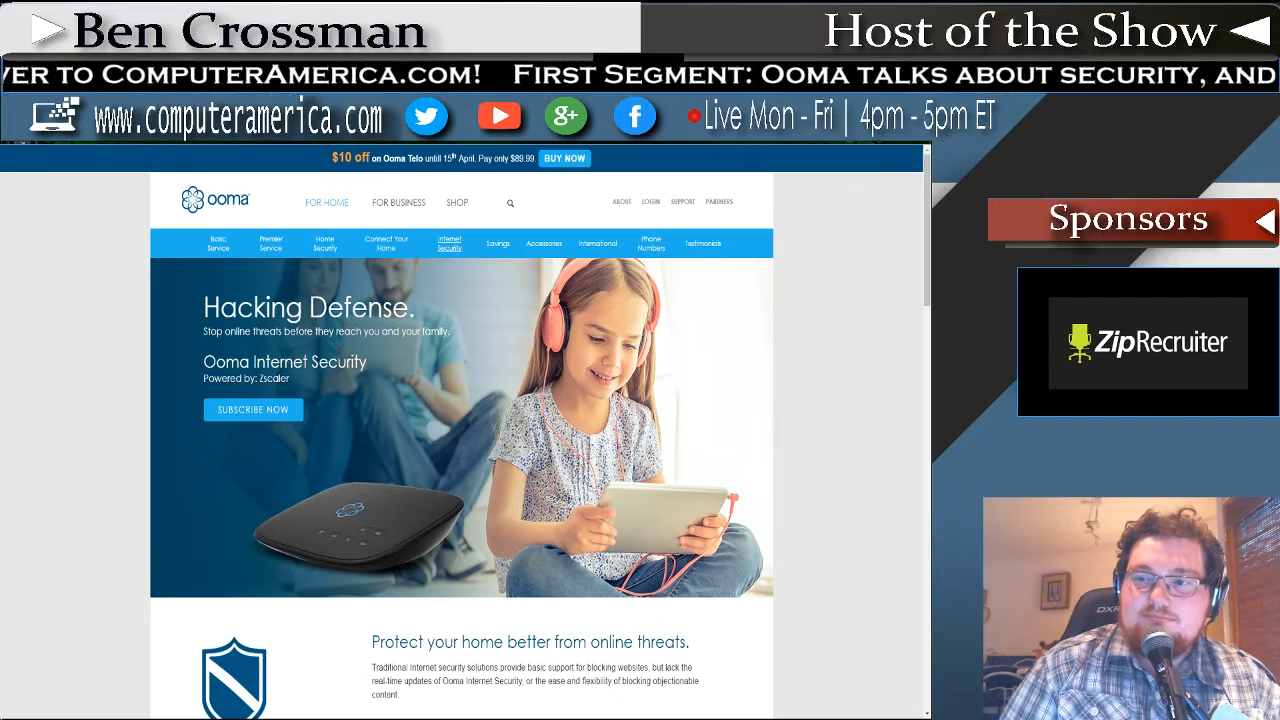 Ben Crossman
Host of the Show
VER TO COMPUTERAMERICA.COM! FIRST SEGMENT: OOMA TALKS ABOUT SECURITY, AND
www.computeramerica.com
Live Mon - Fri | 4pm - 5pm ET
$10 off on Ooma Telo untill 15th April. Pay only $89.99. BUY NOW
ooma
FOR HOME FOR BUSINESS SHOP
ABOUT LOGIN SUPPORT PARTNERS
Basic Service
Premier Service
Home Security
Connect Your Home
Internet Security
Savings
Accessories
International
Phone Numbers
Testimonials
Hacking Defense.
Stop online threats before they reach you and your family.
Ooma Internet Security
Powered by: Zscaler
SUBSCRIBE NOW
Protect your home better from online threats.
Traditional Internet security solutions provide basic support for blocking websites, but lack the
real-time updates of Ooma Internet Security, or the ease and flexibility of blocking objectionable
content.
Sponsors
ZipRecruiter
DXR